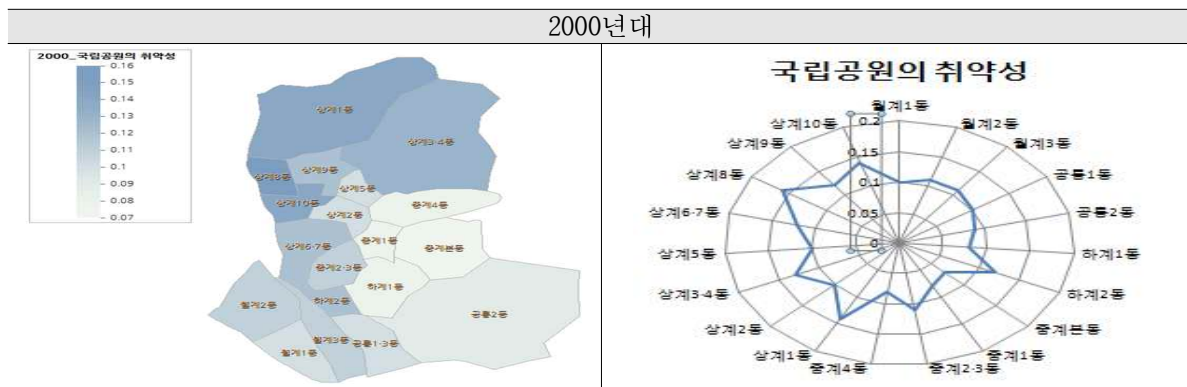 2000년대
2000_국립공원의 취약성
0.16
0.15
0.14
0.13
0.12
0.11
0.1
0.09
0.08
0.07
상계1동
상계3·4동
상계8동
상계9동
상계5동
상계10동
상계2동
중계4동
상계6·7동
중계1동
중계본동
중계2·3동
하계1동
월계2동
하계2동
공릉2동
월계3동
월계1동
공릉1·3동
국립공원의 취약성
월계1동
월계2동
월계3동
공릉1동
공릉2동
하계1동
하계2동
중계본동
중계1동
중계2·3동
중계4동
상계1동
상계2동
상계3·4동
상계5동
상계6·7동
상계8동
상계9동
상계10동
0.2
0.15
0.1
0.05
0